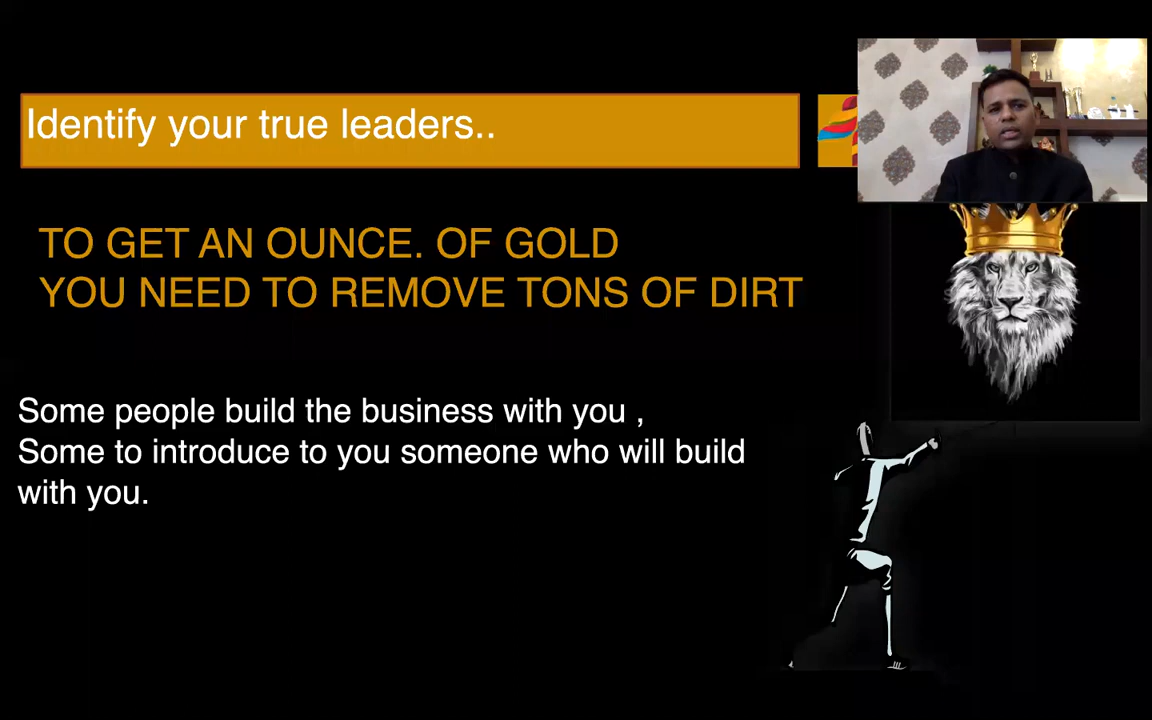 Identify your true leaders..
TO GET AN OUNCE. OF GOLD
YOU NEED TO REMOVE TONS OF DIRT
Some people build the business with you ,
Some to introduce to you someone who will build
with you.